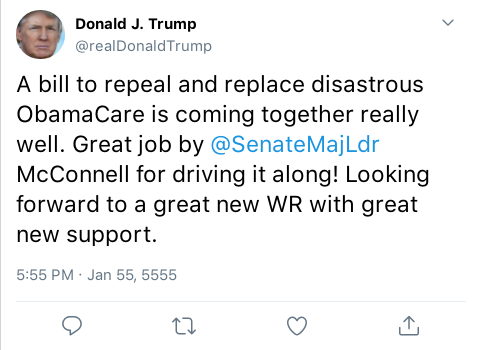 Donald J. Trump
@realDonaldTrump
A bill to repeal and replace disastrous
ObamaCare is coming together really
well. Great job by @SenateMajLdr
McConnell for driving it along! Looking
forward to a great new WR with great
new support.
5:55 PM · Jan 55, 5555